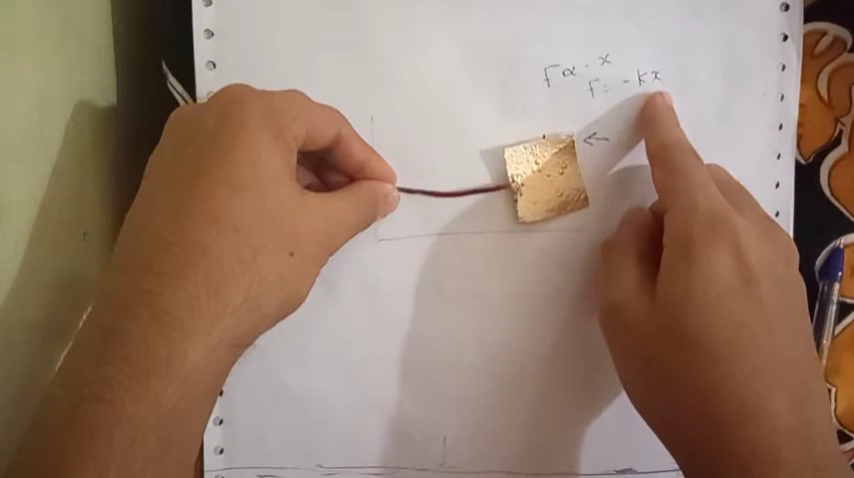 F α - x
F = - kx